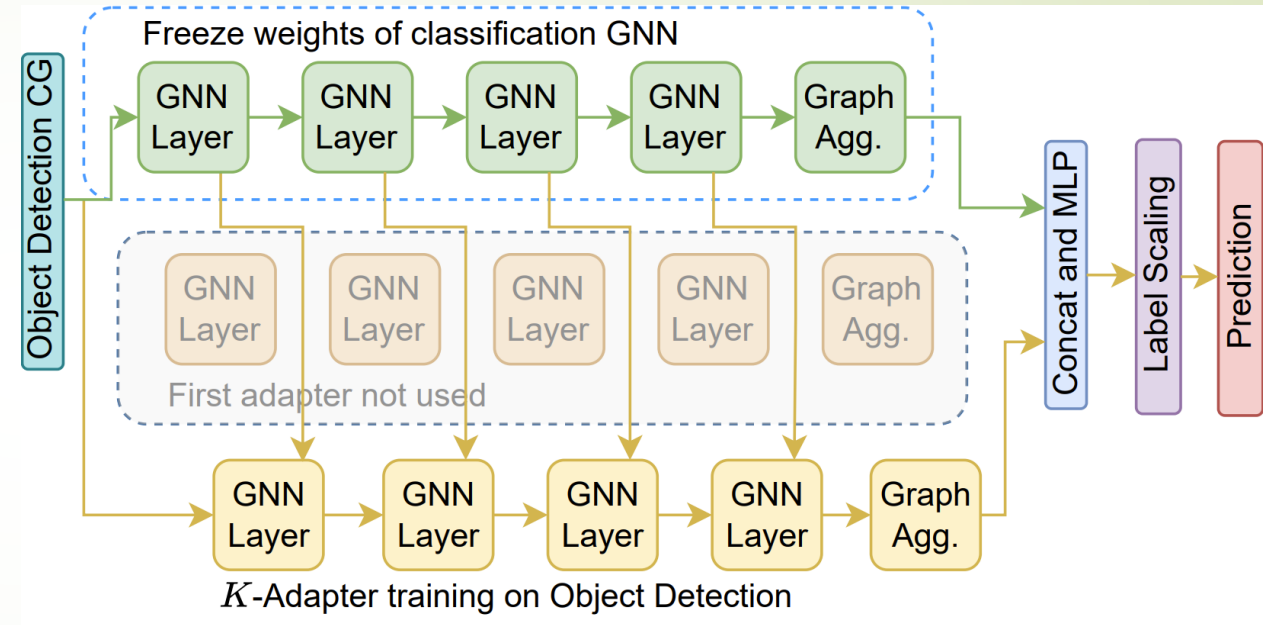 Freeze weights of classification GNN
Object Detection CG
GNN
Layer
GNN
Layer
GNN
Layer
GNN
Layer
Graph
Agg.
GNN
Layer
GNN
Layer
GNN
Layer
GNN
Layer
Graph
Agg.
First adapter not used
GNN
Layer
GNN
Layer
GNN
Layer
GNN
Layer
Graph
Agg.
K-Adapter training on Object Detection
Concat and MLP
Label Scaling
Prediction